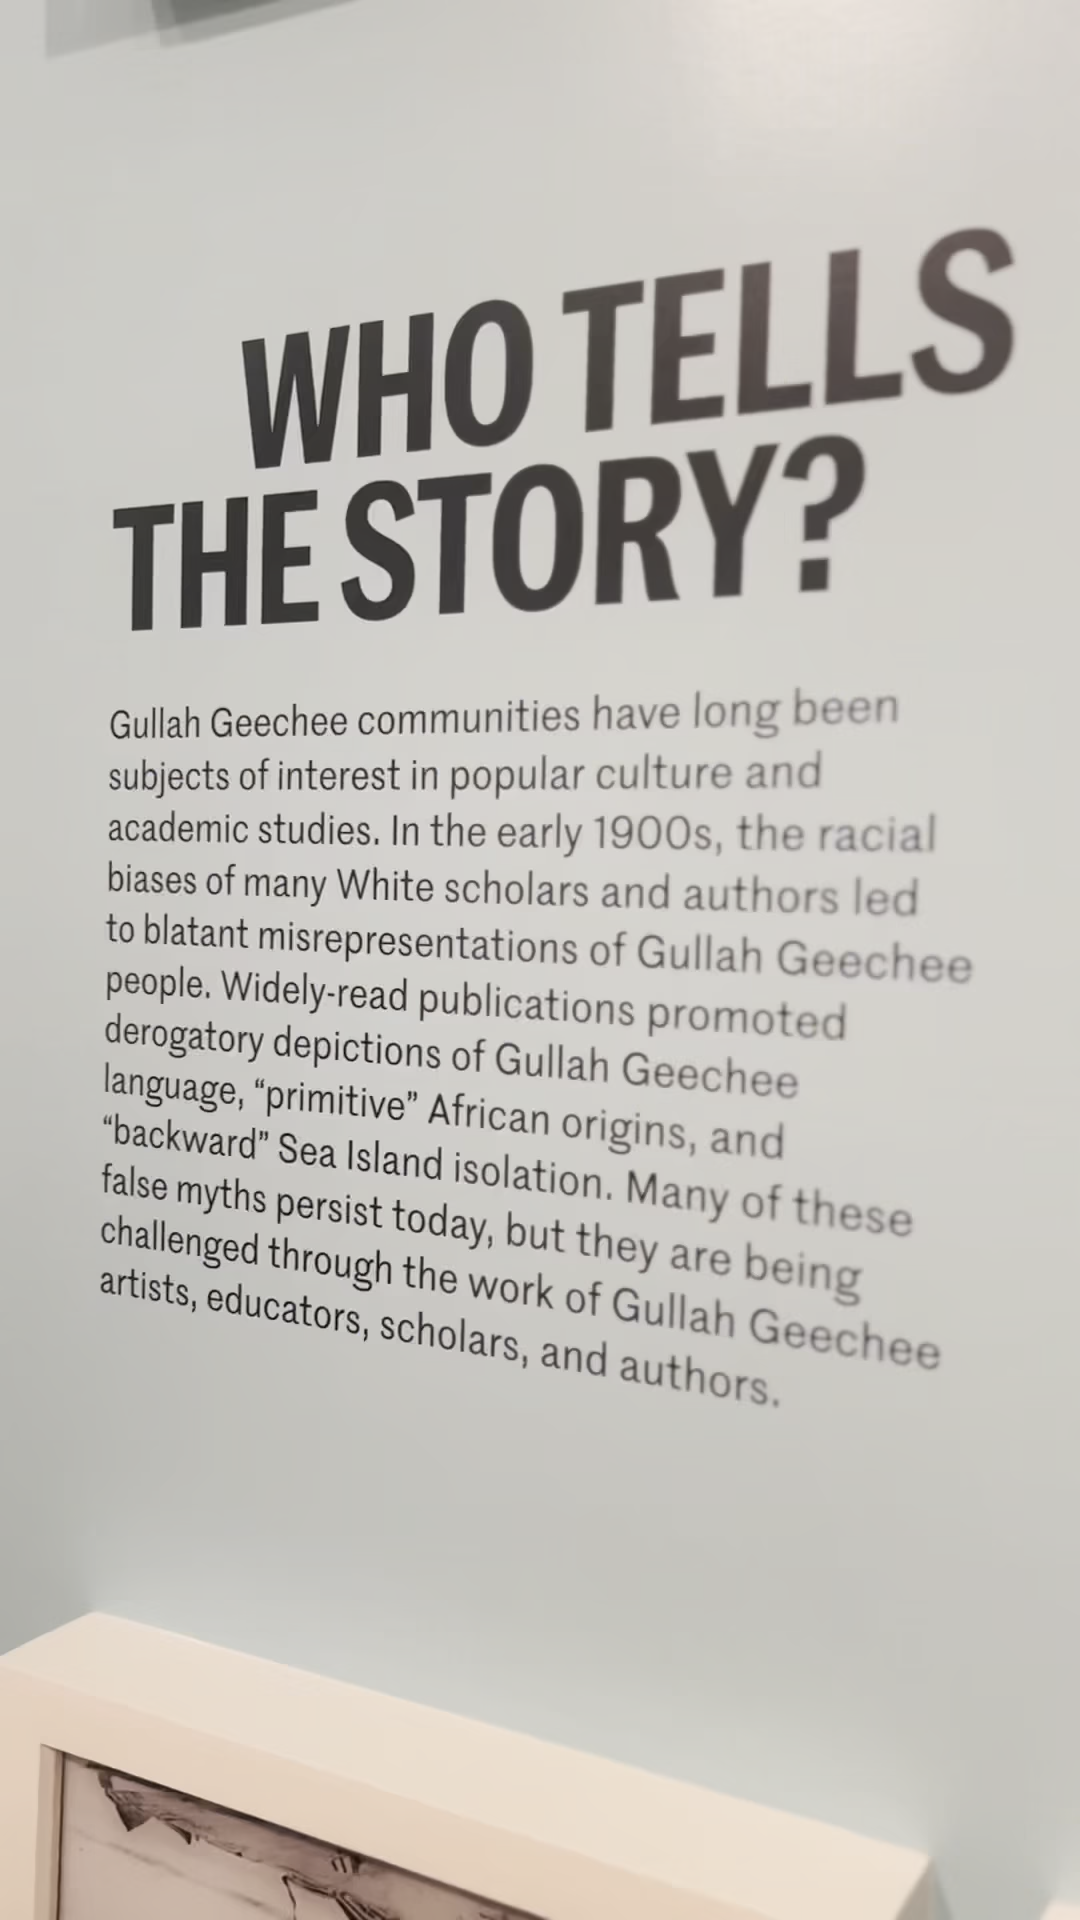 WHO TELLS
THE STORY?
Gullah Geechee communities have long been
subjects of interest in popular culture and
academic studies. In the early 1900s, the racial
biases of many White scholars and authors led
to blatant misrepresentations of Gullah Geechee
people. Widely-read publications promoted
derogatory depictions of Gullah Geechee
language, “primitive” African origins, and
“backward” Sea Island isolation. Many of these
false myths persist today, but they are being
challenged through the work of Gullah Geechee
artists, educators, scholars, and authors.